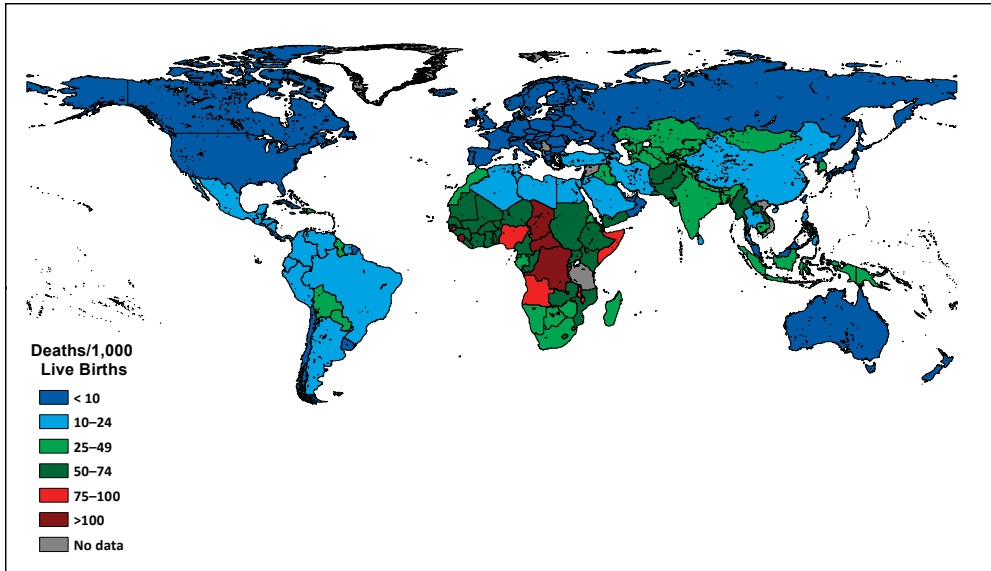 Deaths/1,000
Live Births
< 10
10–24
25–49
50–74
75–100
>100
No data